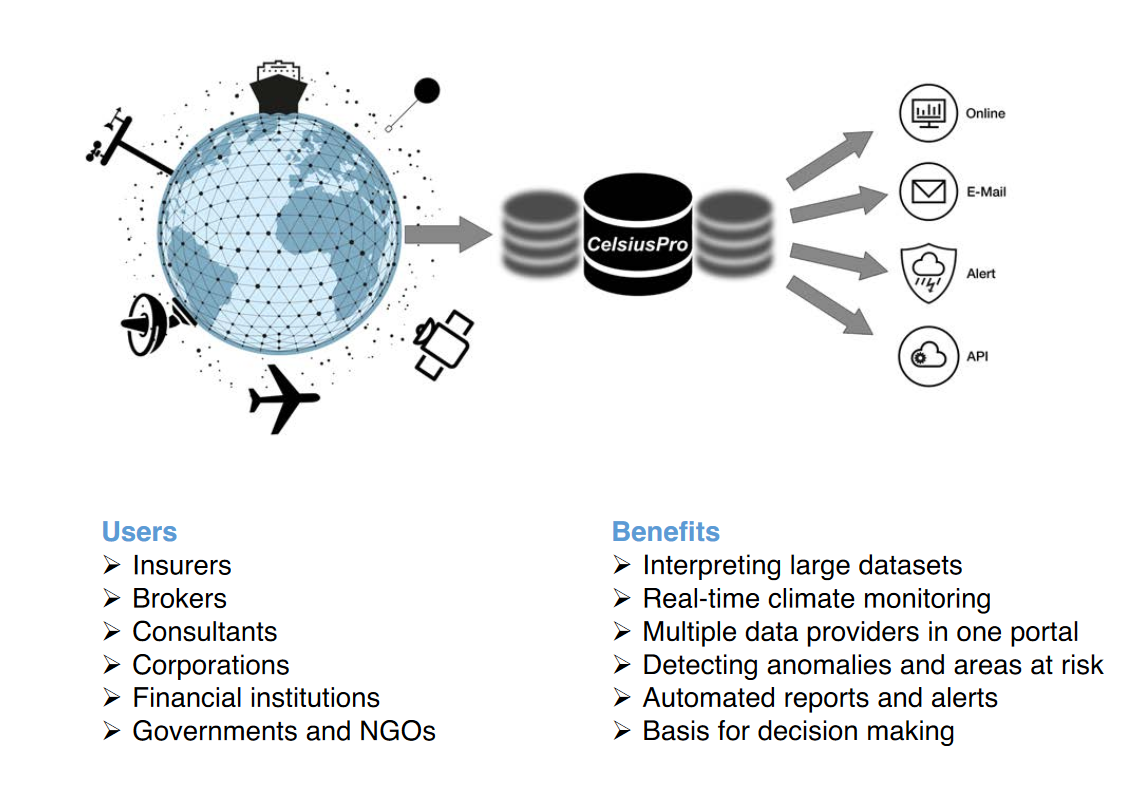 Online
E-Mail
CelsiusPro
Alert
API
Users
➢ Insurers
➢ Brokers
➢ Consultants
➢ Corporations
➢ Financial institutions
➢ Governments and NGOs
Benefits
➢ Interpreting large datasets
➢ Real-time climate monitoring
➢ Multiple data providers in one portal
➢ Detecting anomalies and areas at risk
➢ Automated reports and alerts
➢ Basis for decision making